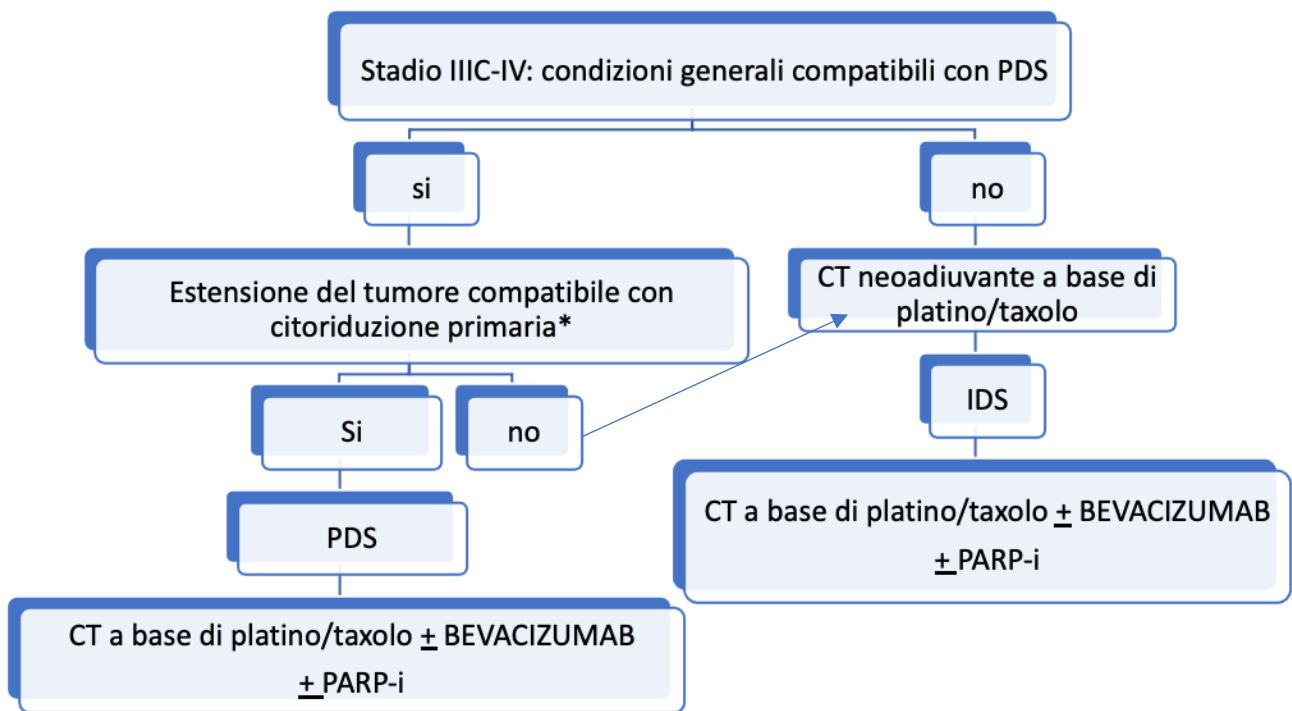 Stadio IIIC-IV: condizioni generali compatibili con PDS
si
no
Estensione del tumore compatibile con
citoriduzione primaria*
CT neoadiuvante a base di
platino/taxolo
Si
no
IDS
PDS
CT a base di platino/taxolo + BEVACIZUMAB
+ PARP-i
CT a base di platino/taxolo + BEVACIZUMAB
+ PARP-i